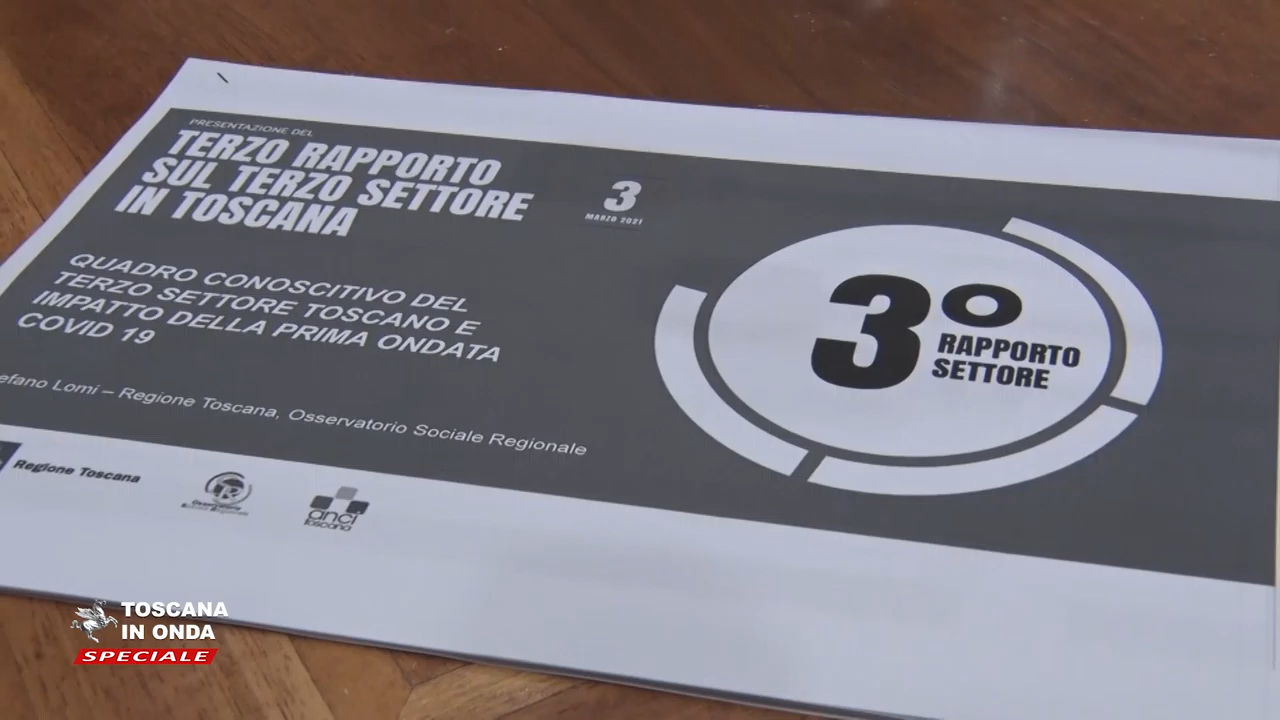 PRESENTAZIONE DEL
TERZO RAPPORTO
SUL TERZO SETTORE
IN TOSCANA
3
MARZO 2021
QUADRO CONOSCITIVO DEL
TERZO SETTORE TOSCANO E
IMPATTO DELLA PRIMA ONDATA
COVID 19
efano Lomi – Regione Toscana, Osservatorio Sociale Regionale
3º
RAPPORTO
SETTORE
Regione Toscana
anci
toscana
TOSCANA
IN ONDA
SPECIALE